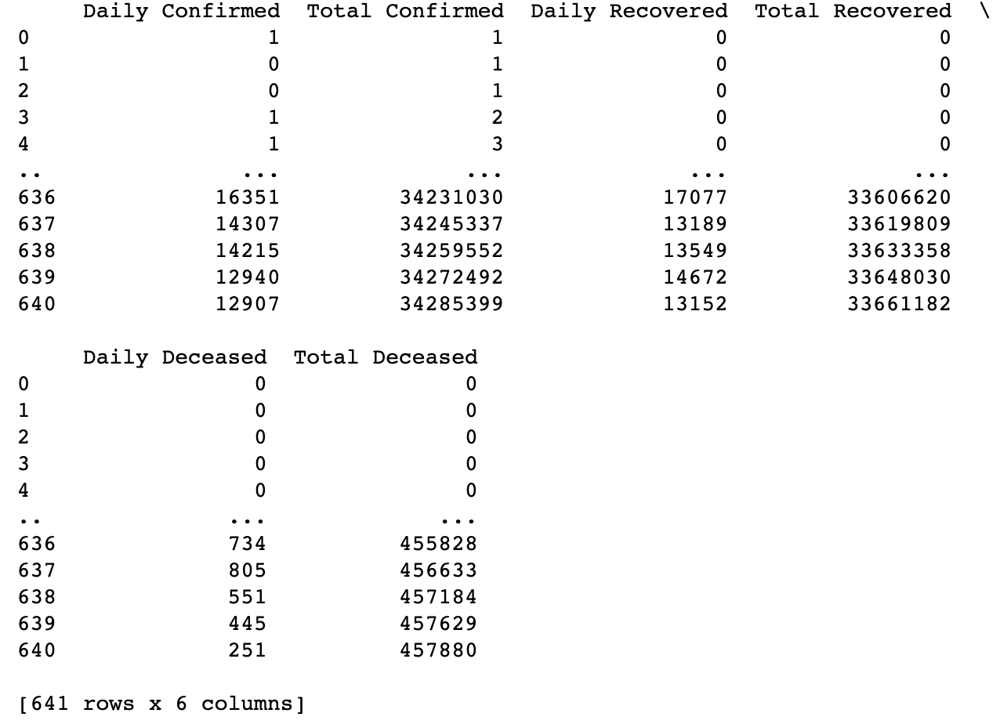 Daily Confirmed  Total Confirmed  Daily Recovered  Total Recovered  \
0 1 1 0 0
1 0 1 0 0
2 0 1 0 0
3 1 2 0 0
4 1 3 0 0
.. ... ... ... ...
636 16351 34231030 17077 33606620
637 14307 34245337 13189 33619809
638 14215 34259552 13549 33633358
639 12940 34272492 14672 33648030
640 12907 34285399 13152 33661182
Daily Deceased  Total Deceased
0 0 0
1 0 0
2 0 0
3 0 0
4 0 0
.. ... ...
636 734 455828
637 805 456633
638 551 457184
639 445 457629
640 251 457880
[641 rows x 6 columns]